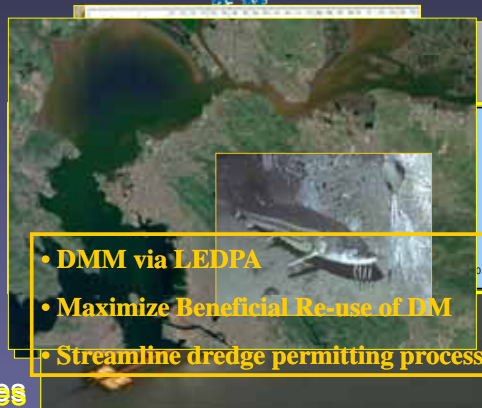 • DMM via LEDPA
• Maximize Beneficial Re-use of DM
• Streamline dredge permitting process